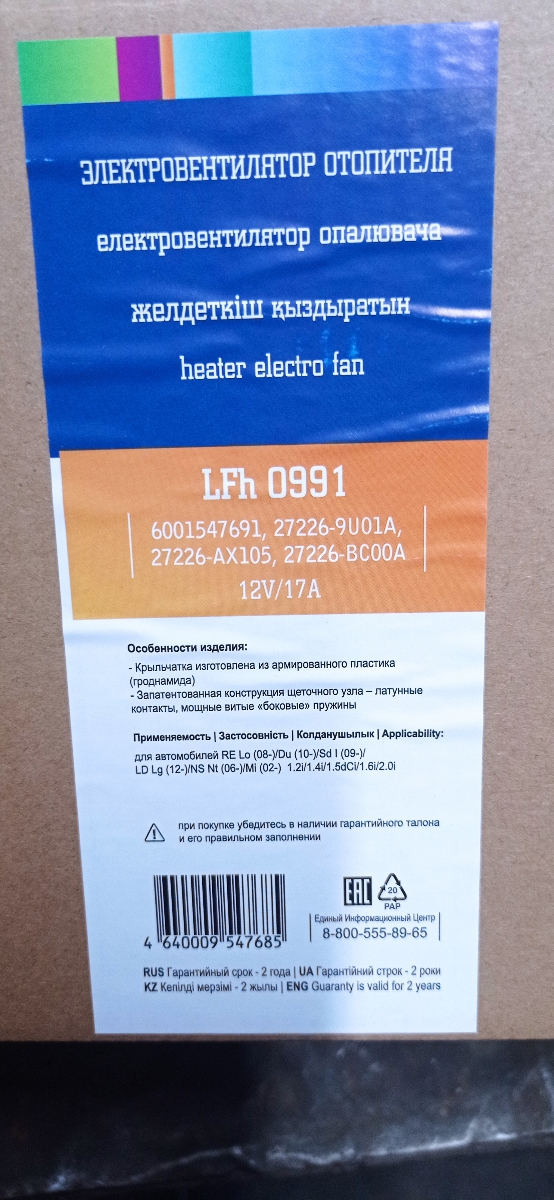 ЭЛЕКТРОВЕНТИЛЯТОР ОТОПИТЕЛЯ
електровентилятор опалювача
желдеткіш қыздыратын
heater electro fan
LFh 0991
6001547691, 27226-9U01A,
27226-AX105, 27226-BC00A
12V/17A
Особенности изделия:
- Крыльчатка изготовлена из армированного пластика
(гроднамида)
- Запатентованная конструкция щеточного узла – латунные
контакты, мощные витые «боковые» пружины
Применяемость | Застосовність | Колданушылык | Applicability:
для автомобилей RE Lo (08-)/Du (10-)/Sd I (09-)/
LD Lg (12-)/NS Nt (06-)/Mi (02-) 1.2i/1.4i/1.5dCi/1.6i/2.0i
при покупке убедитесь в наличии гарантийного талона
и его правильном заполнении
EAC
20
PAP
Единый Информационный Центр
8-800-555-89-65
4 640009 547685
RUS Гарантийный срок - 2 года | UA Гарантійний строк - 2 роки
KZ Кепілді мерзімі - 2 жылы | ENG Guaranty is valid for 2 years